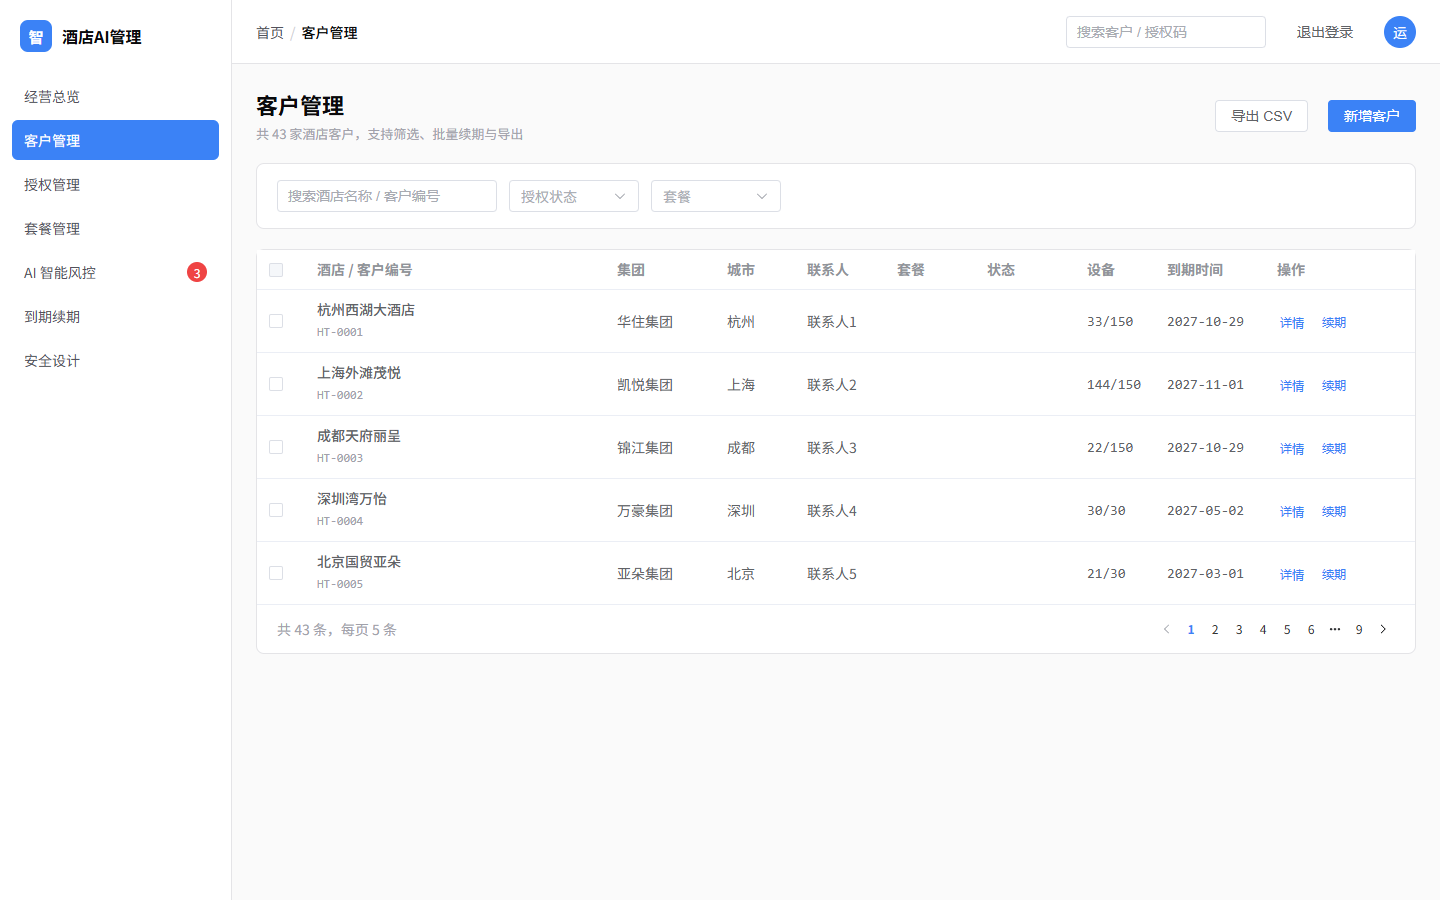 智 酒店AI管理
首页 / 客户管理
搜索客户 / 授权码
退出登录
运
经营总览
客户管理
授权管理
套餐管理
AI 智能风控 3
到期续期
安全设计
客户管理
共 43 家酒店客户，支持筛选、批量续期与导出
导出 CSV
新增客户
搜索酒店名称 / 客户编号
授权状态
套餐
酒店 / 客户编号 集团 城市 联系人 套餐 状态 设备 到期时间 操作
杭州西湖大酒店
HT-0001
华住集团 杭州 联系人1 33/150 2027-10-29 详情 续期
上海外滩茂悦
HT-0002
凯悦集团 上海 联系人2 144/150 2027-11-01 详情 续期
成都天府丽呈
HT-0003
锦江集团 成都 联系人3 22/150 2027-10-29 详情 续期
深圳湾万怡
HT-0004
万豪集团 深圳 联系人4 30/30 2027-05-02 详情 续期
北京国贸亚朵
HT-0005
亚朵集团 北京 联系人5 21/30 2027-03-01 详情 续期
共 43 条，每页 5 条
1 2 3 4 5 6 ••• 9